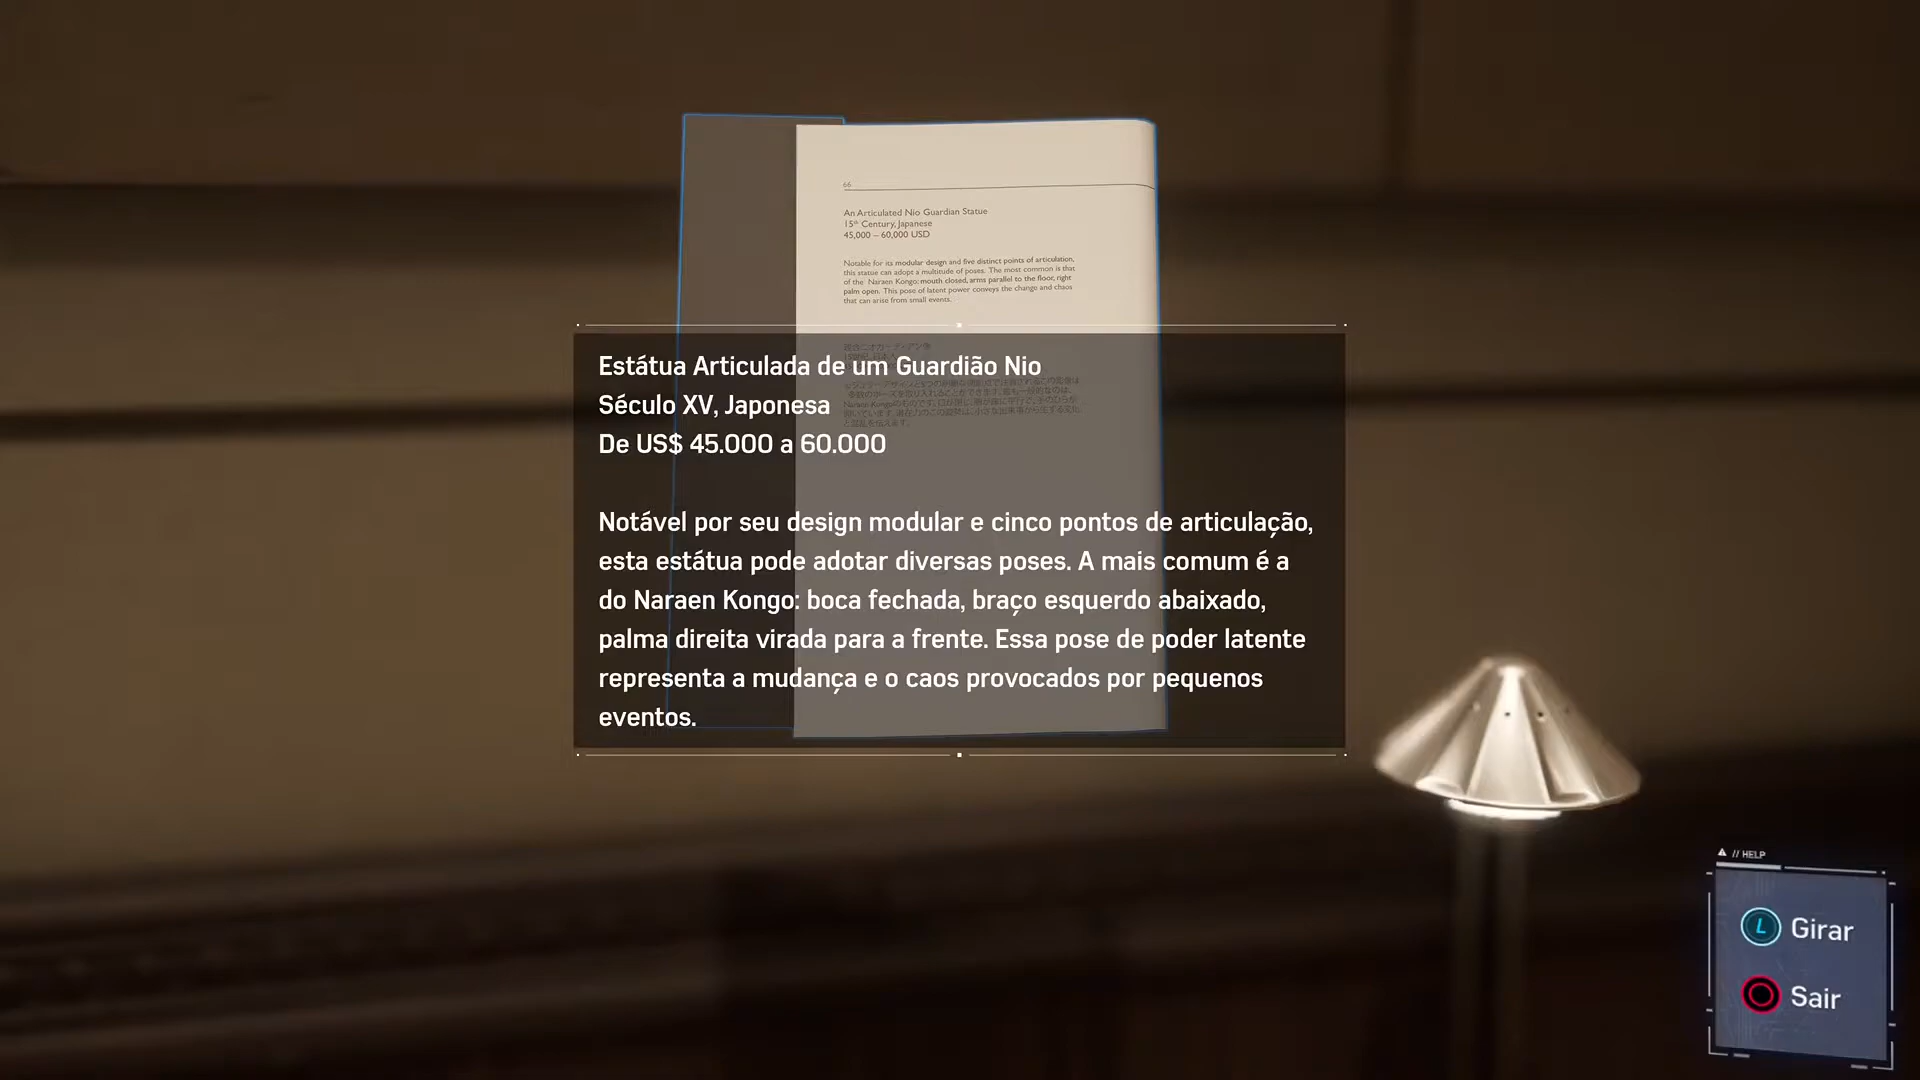 66
An Articulated Nio Guardian Statue
15th Century, Japanese
45,000 – 60,000 USD
Notable for its modular design and five distinct points of articulation,
this statue can adopt a multitude of poses. The most common is that
of the Naraen Kongo: mouth closed, arms parallel to the floor, right
palm open. This pose of latent power conveys the change and chaos
that can arise from small events.
Estátua Articulada de um Guardião Nio
Século XV, Japonesa
De US$ 45.000 a 60.000
Notável por seu design modular e cinco pontos de articulação,
esta estátua pode adotar diversas poses. A mais comum é a
do Naraen Kongo: boca fechada, braço esquerdo abaixado,
palma direita virada para a frente. Essa pose de poder latente
representa a mudança e o caos provocados por pequenos
eventos.
// HELP
L Girar
Sair